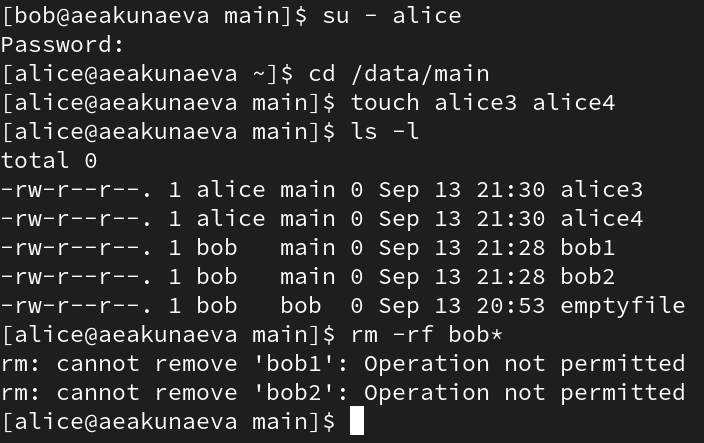 [bob@aeakunaeva main]$ su - alice
Password:
[alice@aeakunaeva ~]$ cd /data/main
[alice@aeakunaeva main]$ touch alice3 alice4
[alice@aeakunaeva main]$ ls -l
total 0
-rw-r--r--. 1 alice main 0 Sep 13 21:30 alice3
-rw-r--r--. 1 alice main 0 Sep 13 21:30 alice4
-rw-r--r--. 1 bob   main 0 Sep 13 21:28 bob1
-rw-r--r--. 1 bob   main 0 Sep 13 21:28 bob2
-rw-r--r--. 1 bob   bob  0 Sep 13 20:53 emptyfile
[alice@aeakunaeva main]$ rm -rf bob*
rm: cannot remove 'bob1': Operation not permitted
rm: cannot remove 'bob2': Operation not permitted
[alice@aeakunaeva main]$